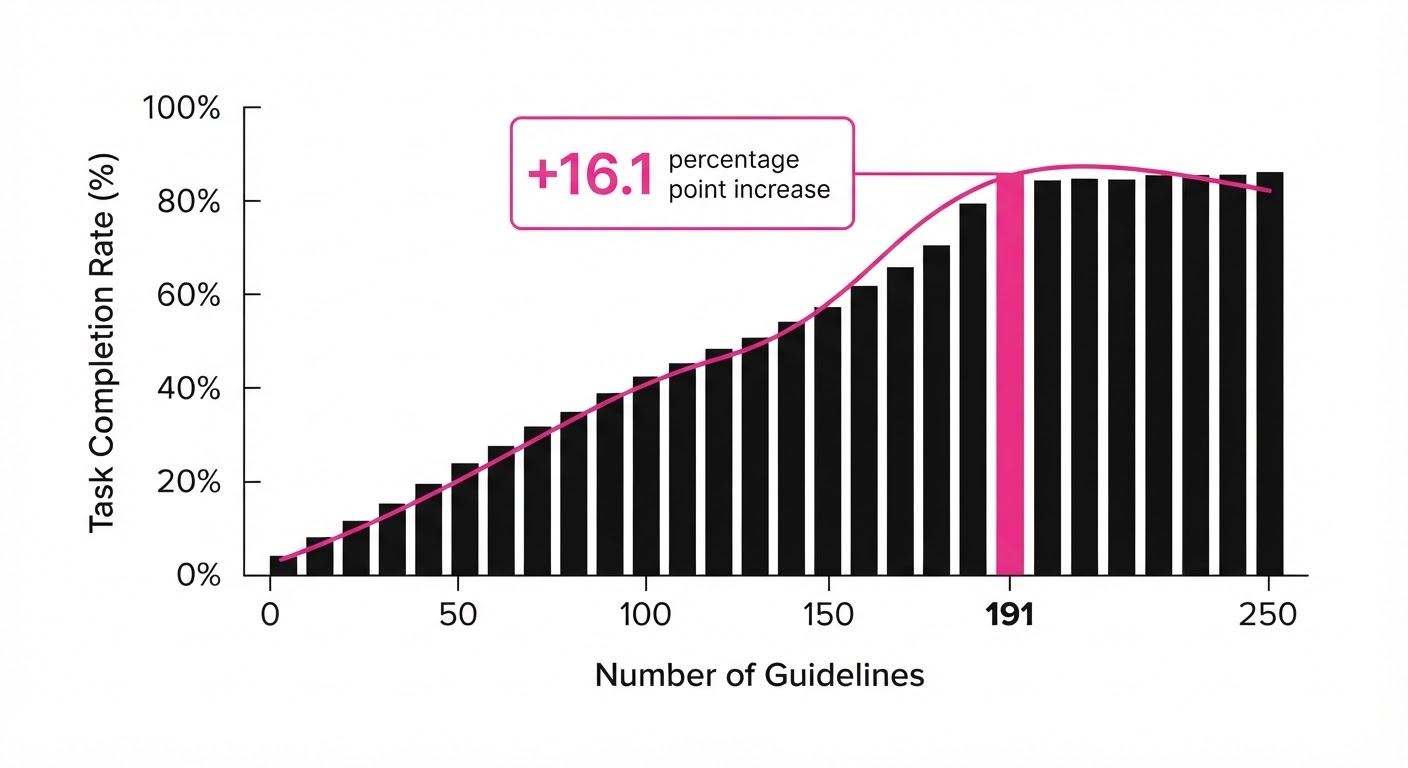 100%
80%
60%
40%
20%
0%
Task Completion Rate (%)
+16.1
percentage
point increase
0 50 100 150 191 250
Number of Guidelines